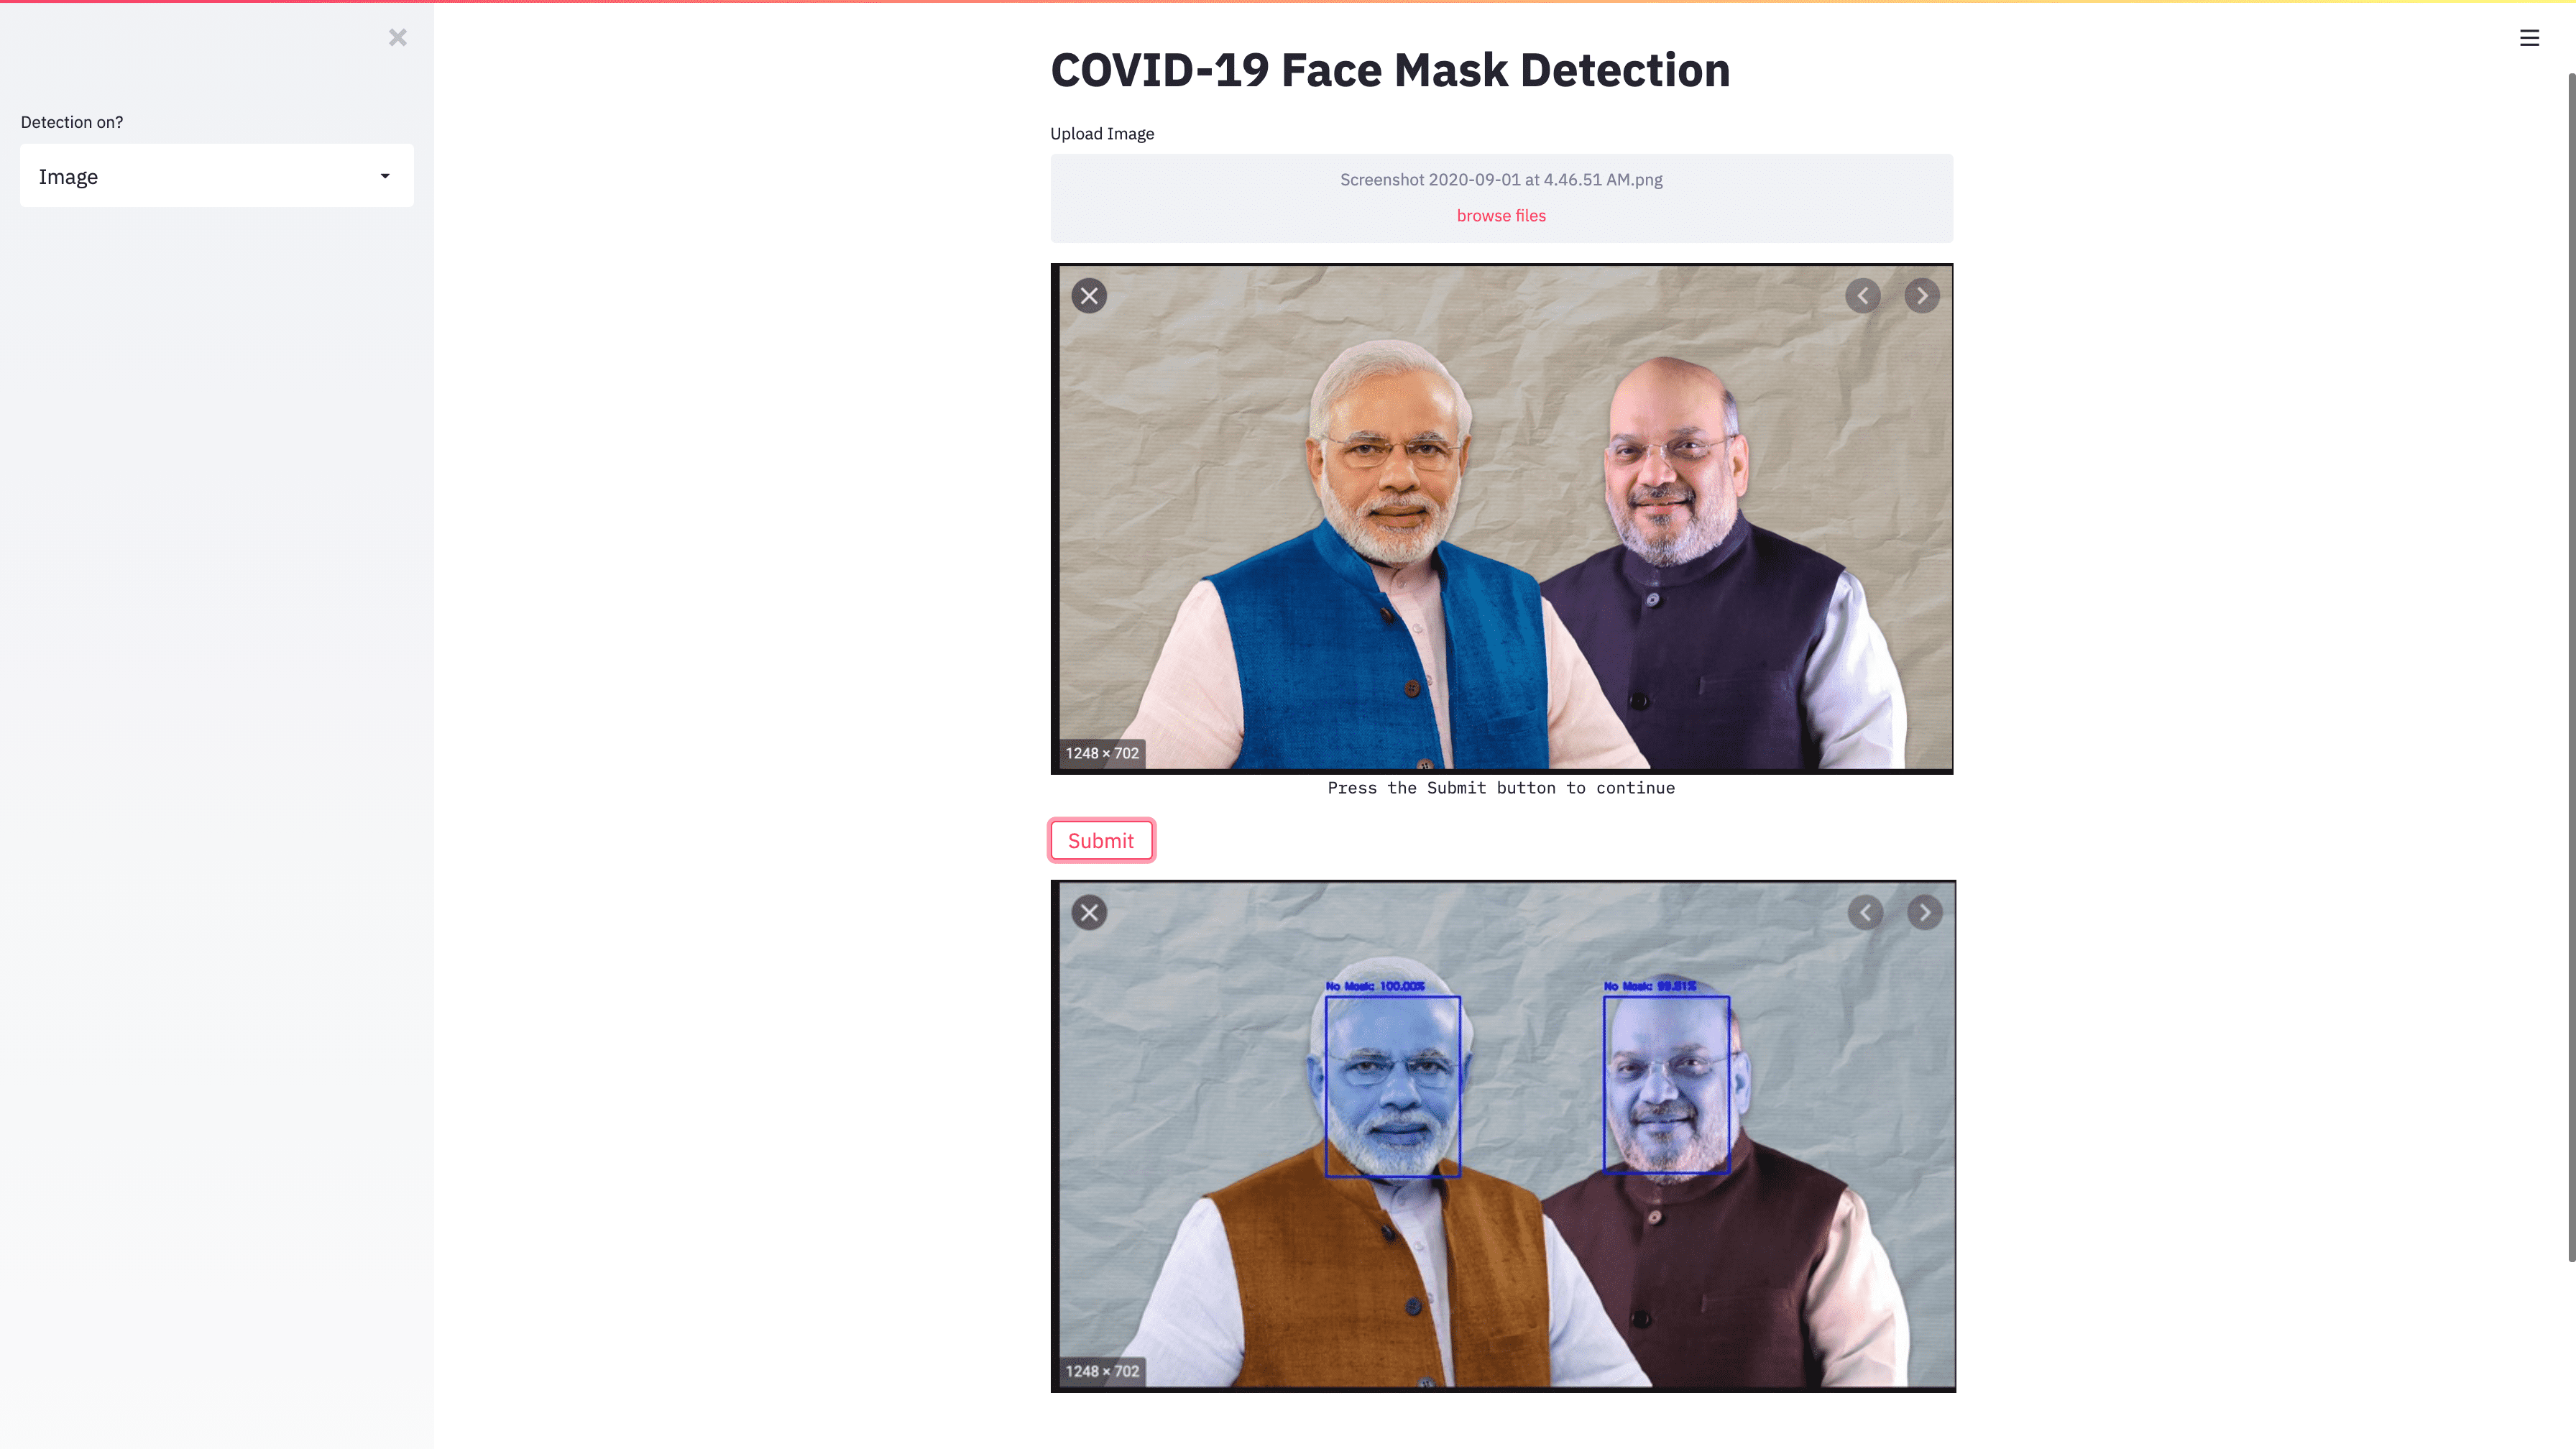 Detection on?
Image
COVID-19 Face Mask Detection
Upload Image
Screenshot 2020-09-01 at 4.46.51 AM.png
browse files
1248 × 702
Press the Submit button to continue
Submit
No Mask: 100.00%
No Mask: 99.81%
1248 × 702